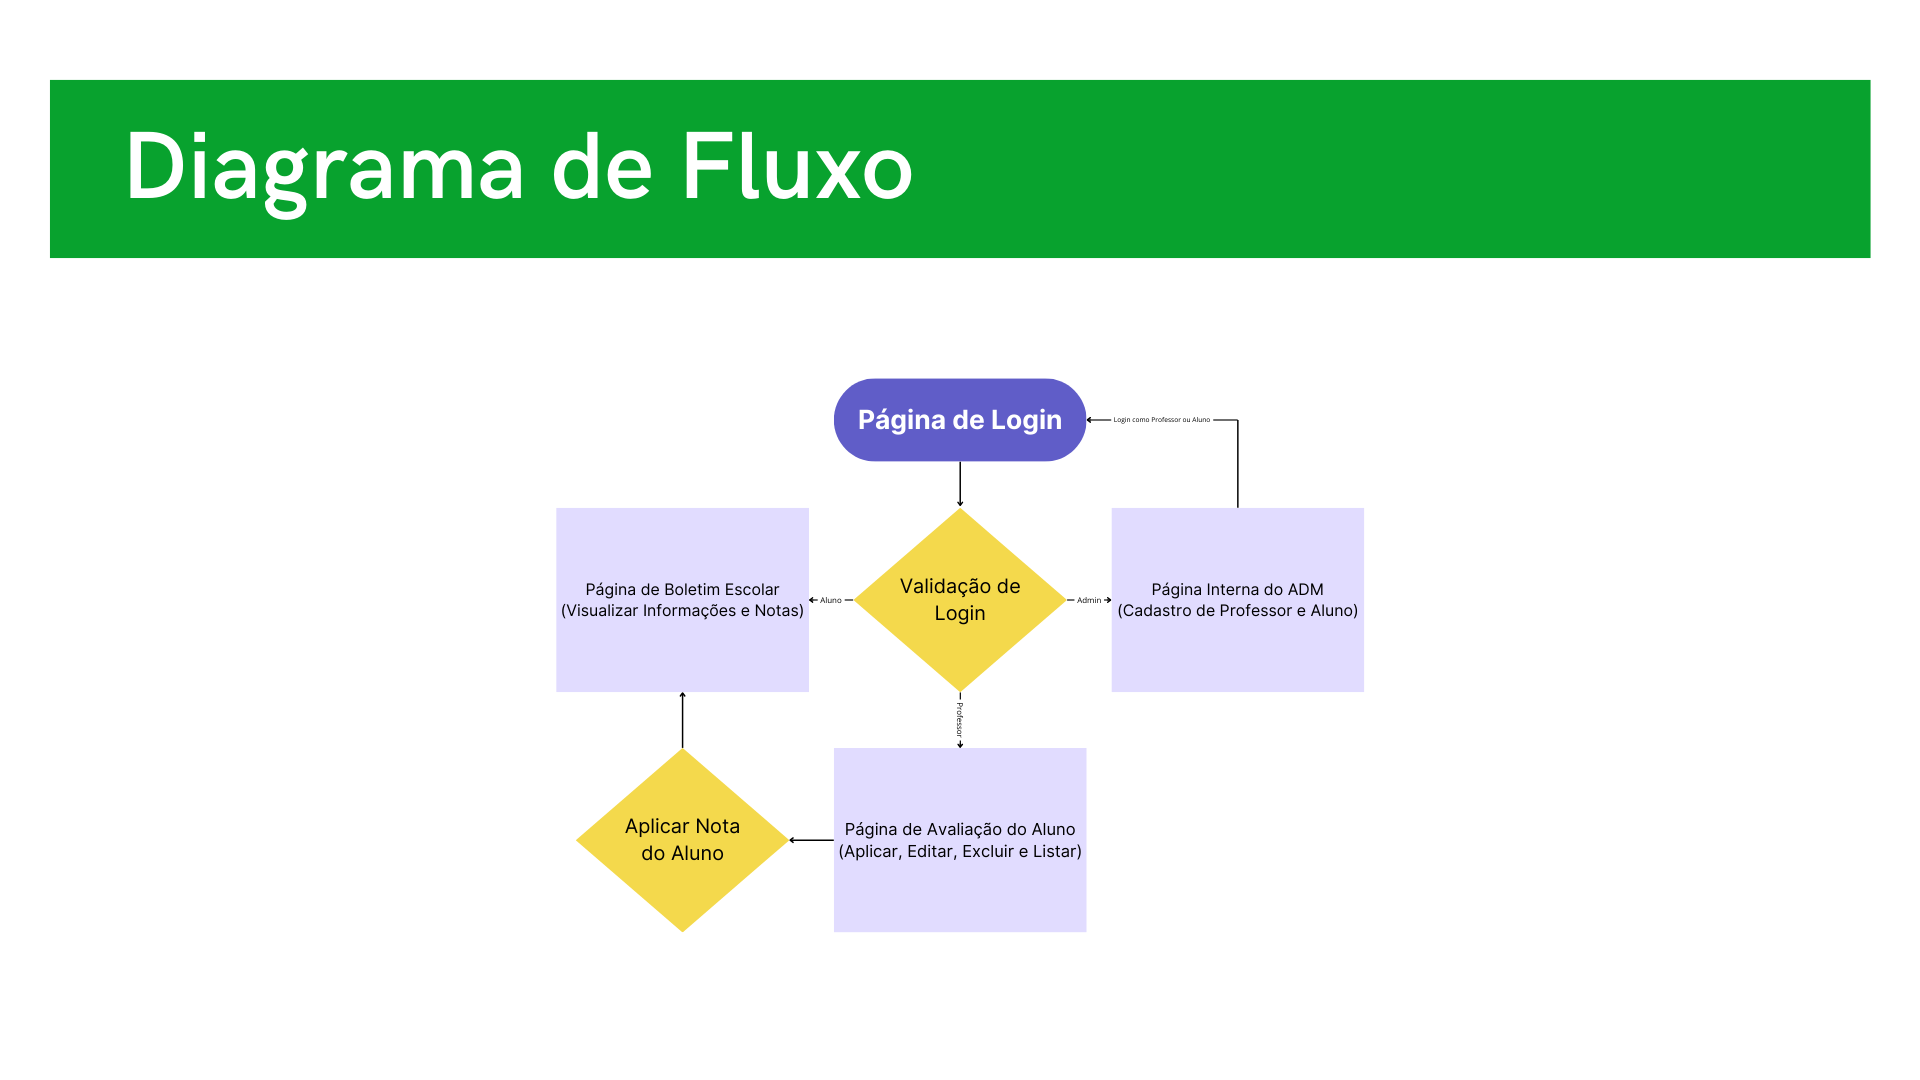 Diagrama de Fluxo
Página de Login
Login como Professor ou Aluno
Página de Boletim Escolar
(Visualizar Informações e Notas)
Aluno
Validação de
Login
Admin
Página Interna do ADM
(Cadastro de Professor e Aluno)
Professor
Aplicar Nota
do Aluno
Página de Avaliação do Aluno
(Aplicar, Editar, Excluir e Listar)